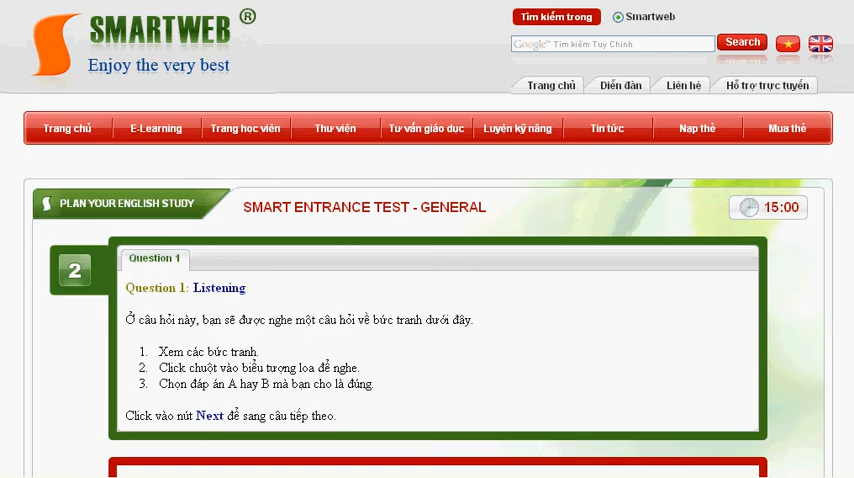 SMARTWEB ®
Enjoy the very best
Tìm kiếm trong Smartweb
Google™ Tìm kiếm Tùy Chỉnh Search
Trang chủ Diễn đàn Liên hệ Hỗ trợ trực tuyến
Trang chủ E-Learning Trang học viên Thư viện Tư vấn giáo dục Luyện kỹ năng Tin tức Nạp thẻ Mua thẻ
PLAN YOUR ENGLISH STUDY SMART ENTRANCE TEST - GENERAL 15:00
2 Question 1
Question 1: Listening
Ở câu hỏi này, bạn sẽ được nghe một câu hỏi về bức tranh dưới đây.
1. Xem các bức tranh.
2. Click chuột vào biểu tượng loa để nghe.
3. Chọn đáp án A hay B mà bạn cho là đúng.
Click vào nút Next để sang câu tiếp theo.